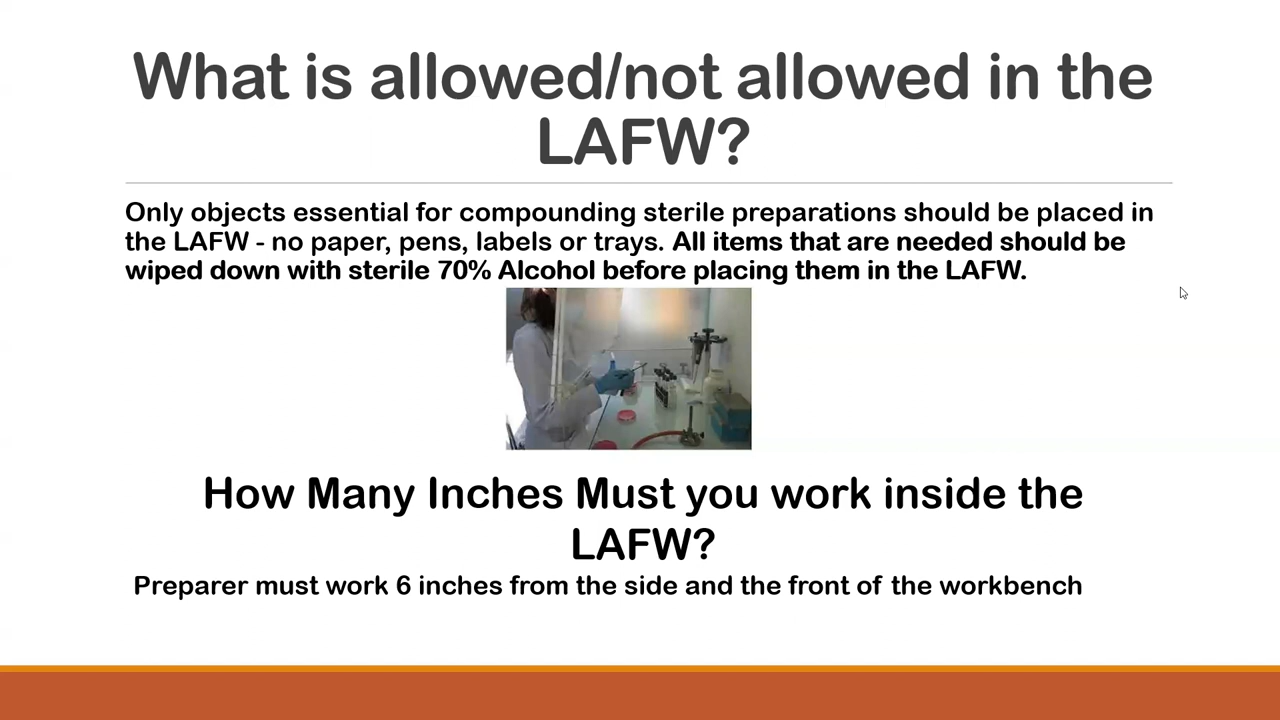 What is allowed/not allowed in the
LAFW?
Only objects essential for compounding sterile preparations should be placed in
the LAFW - no paper, pens, labels or trays. All items that are needed should be
wiped down with sterile 70% Alcohol before placing them in the LAFW.
How Many Inches Must you work inside the
LAFW?
Preparer must work 6 inches from the side and the front of the workbench